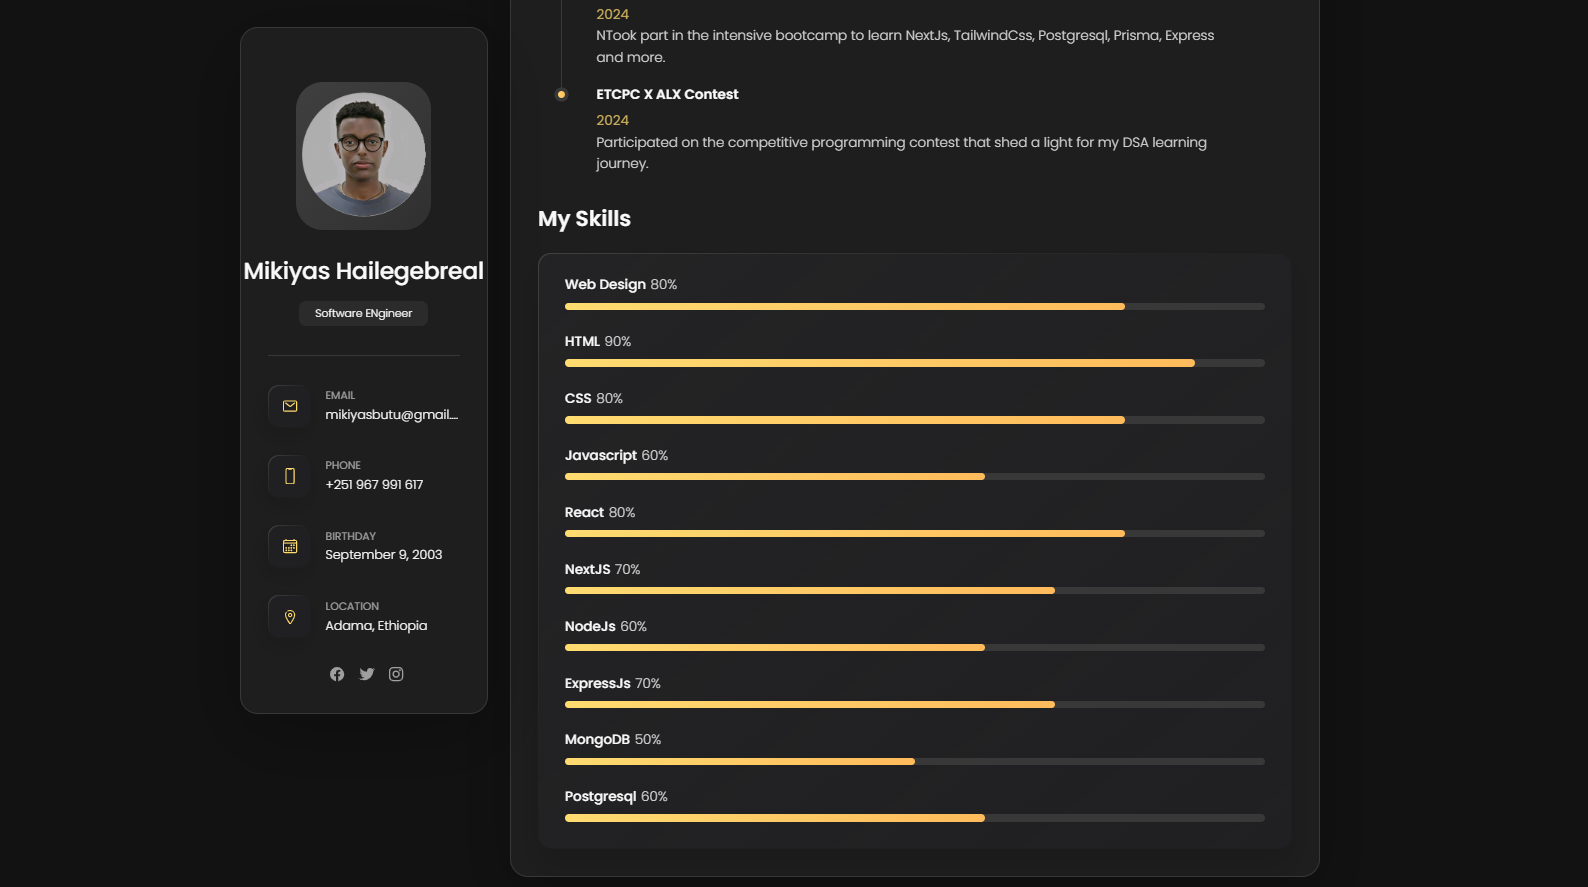 Mikiyas Hailegebreal
Software ENgineer
EMAIL
mikiyasbutu@gmail....
PHONE
+251 967 991 617
BIRTHDAY
September 9, 2003
LOCATION
Adama, Ethiopia
2024
NTook part in the intensive bootcamp to learn NextJs, TailwindCss, Postgresql, Prisma, Express
and more.
ETCPC X ALX Contest
2024
Participated on the competitive programming contest that shed a light for my DSA learning
journey.
My Skills
Web Design 80%
HTML 90%
CSS 80%
Javascript 60%
React 80%
NextJS 70%
NodeJs 60%
ExpressJs 70%
MongoDB 50%
Postgresql 60%